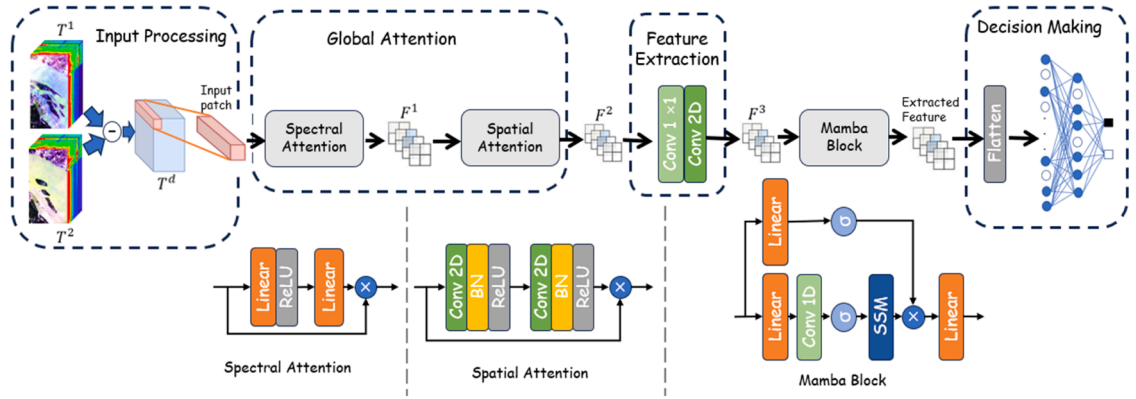 T¹
Input Processing
Input
patch
−
Tᵈ
T²
Global Attention
Spectral
Attention
F¹
Spatial
Attention
F²
Feature
Extraction
Conv 1 ×1
Conv 2D
F³
Mamba
Block
Extracted
Feature
Decision Making
Flatten
Linear
ReLU
Linear
×
Spectral Attention
Conv 2D
BN
ReLU
Conv 2D
BN
ReLU
×
Spatial Attention
Linear
σ
Linear
Conv 1D
σ
SSM
×
Linear
Mamba Block